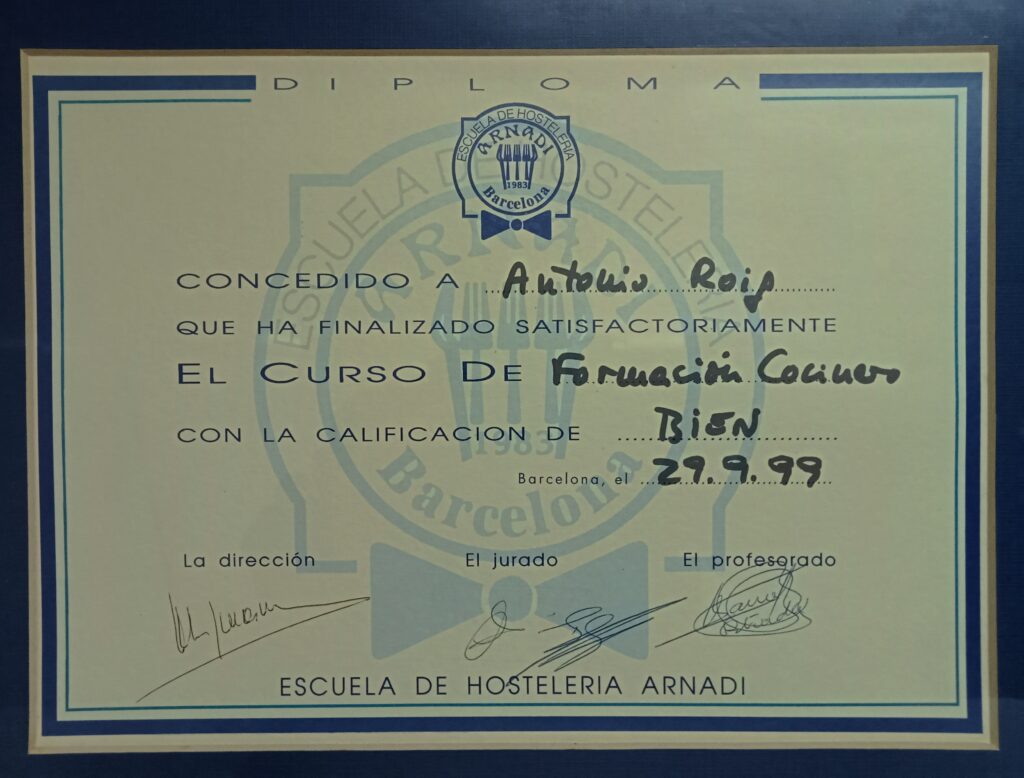 DIPLOMA
ESCUELA DE HOSTELERIA
ARNADI
1983
Barcelona
CONCEDIDO A Antonio Roig
QUE HA FINALIZADO SATISFACTORIAMENTE
EL CURSO DE Formación Cocinero
CON LA CALIFICACION DE BIEN
Barcelona, el 29.9.99
La dirección El jurado El profesorado
ESCUELA DE HOSTELERIA ARNADI